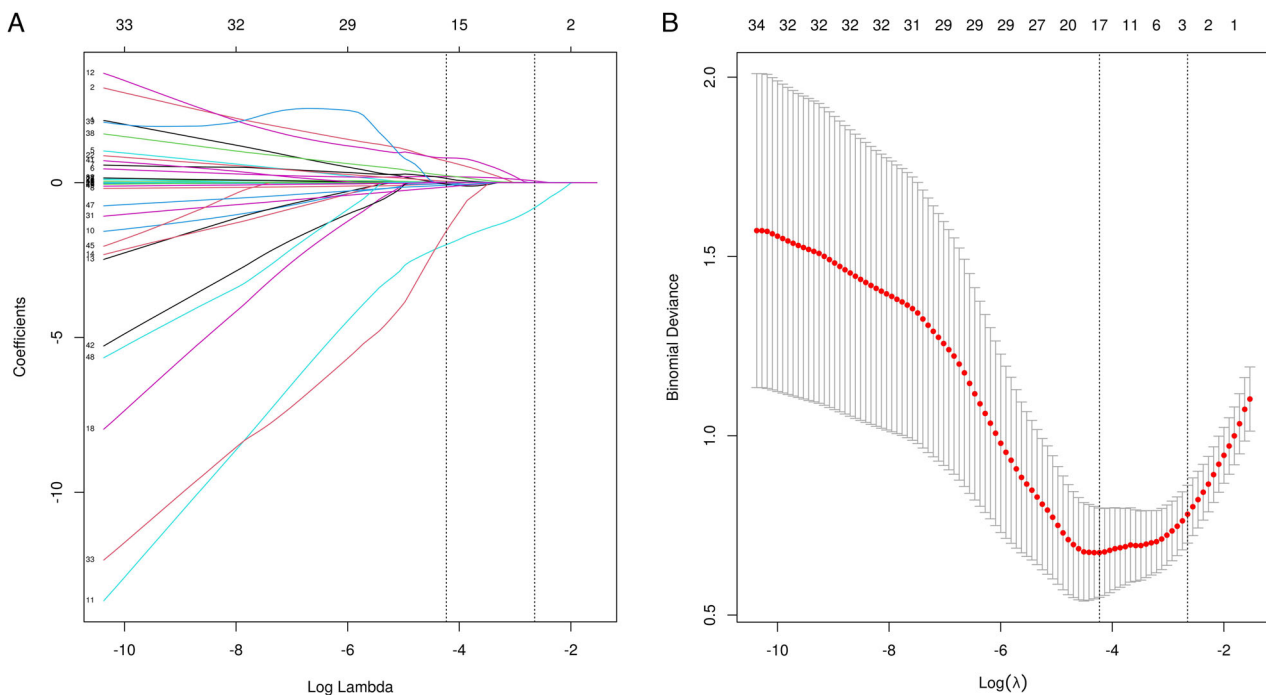 A
33 32 29 15 2
12
2
39
38
5
41
6
47
31
10
45
14
13
42
48
18
33
11
0
-5
-10
Coefficients
-10 -8 -6 -4 -2
Log Lambda
B
34 32 32 32 32 31 29 29 29 27 20 17 11 6 3 2 1
2.0
1.5
1.0
0.5
Binomial Deviance
-10 -8 -6 -4 -2
Log(λ)